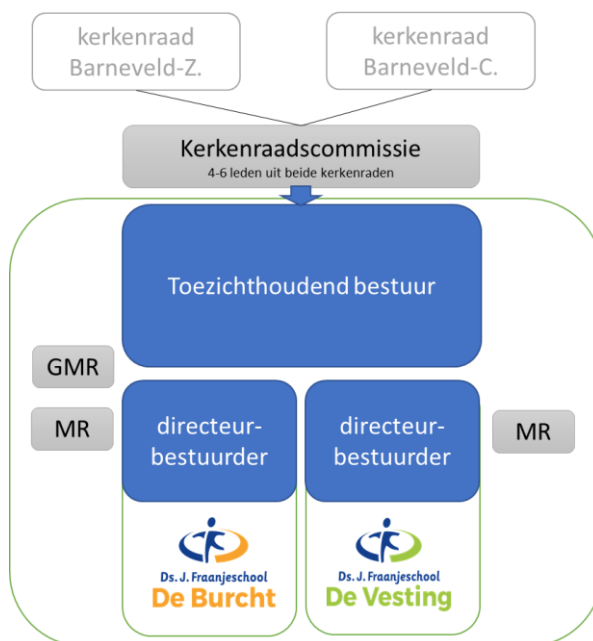 kerkenraad
Barneveld-Z.
kerkenraad
Barneveld-C.
Kerkenraadscommissie
4-6 leden uit beide kerkenraden
Toezichthoudend bestuur
GMR
MR
directeur-
bestuurder
directeur-
bestuurder
MR
Ds. J. Fraanjeschool
De Burcht
Ds. J. Fraanjeschool
De Vesting